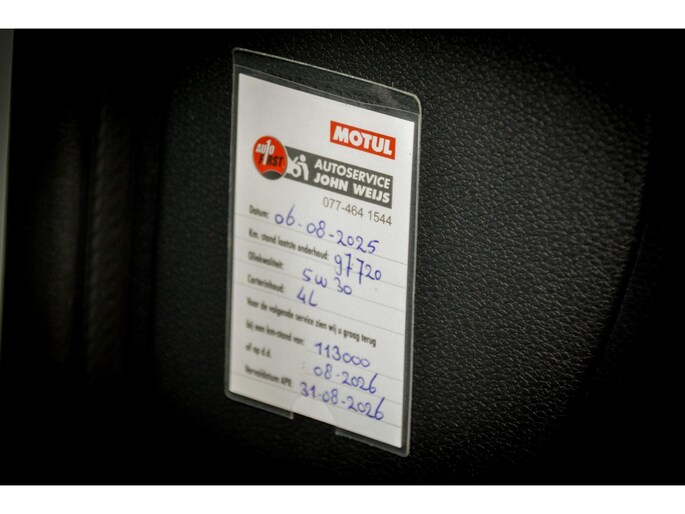 MOTUL
AUTO FIRST
AUTOSERVICE
JOHN WEIJS
077-464 1544
Datum: 06-08-2025
Km. stand laatste onderhoud: 97720
Oliekwaliteit: 5w30
Carterinhoud: 4L
Voor de volgende service zien wij u graag terug
bij een km-stand van: 113000
of op d.d. 08-2026
Vervaldatum APK: 31-08-2026